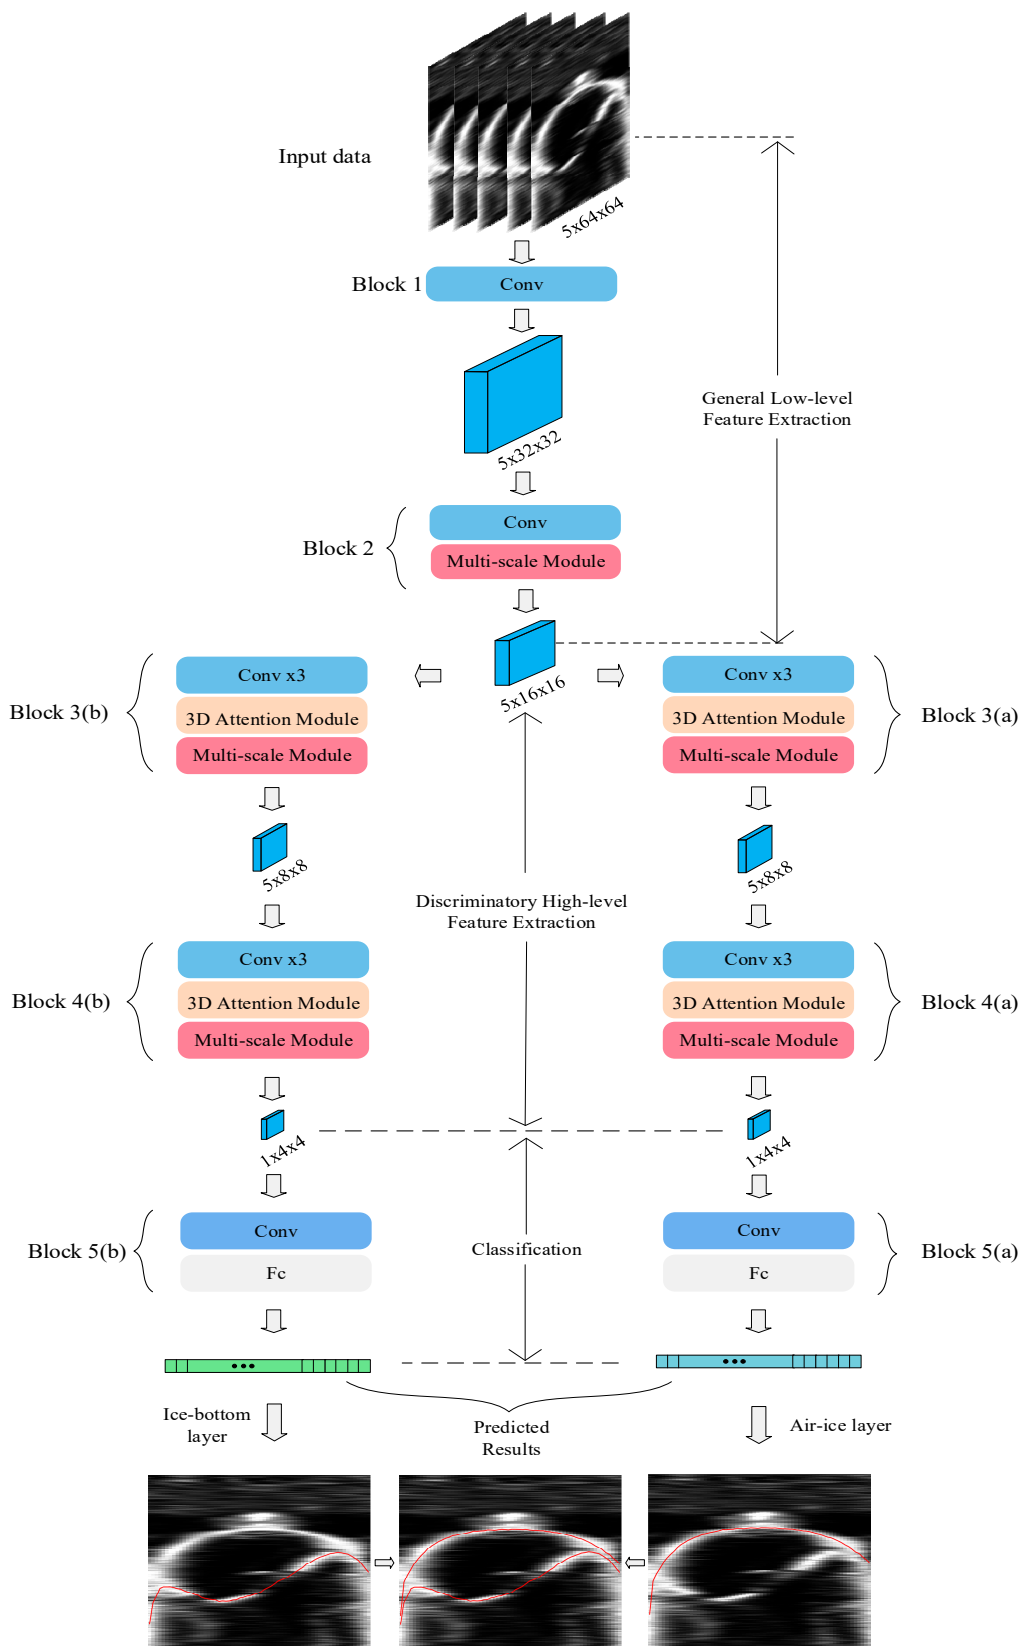 Input data
5x64x64
Block 1
Conv
5x32x32
General Low-level
Feature Extraction
Block 2
Conv
Multi-scale Module
5x16x16
Block 3(b)
Conv x3
3D Attention Module
Multi-scale Module
Conv x3
3D Attention Module
Multi-scale Module
Block 3(a)
5x8x8
5x8x8
Discriminatory High-level
Feature Extraction
Block 4(b)
Conv x3
3D Attention Module
Multi-scale Module
Conv x3
3D Attention Module
Multi-scale Module
Block 4(a)
1x4x4
1x4x4
Block 5(b)
Conv
Fc
Classification
Conv
Fc
Block 5(a)
Ice-bottom
layer
Predicted
Results
Air-ice layer